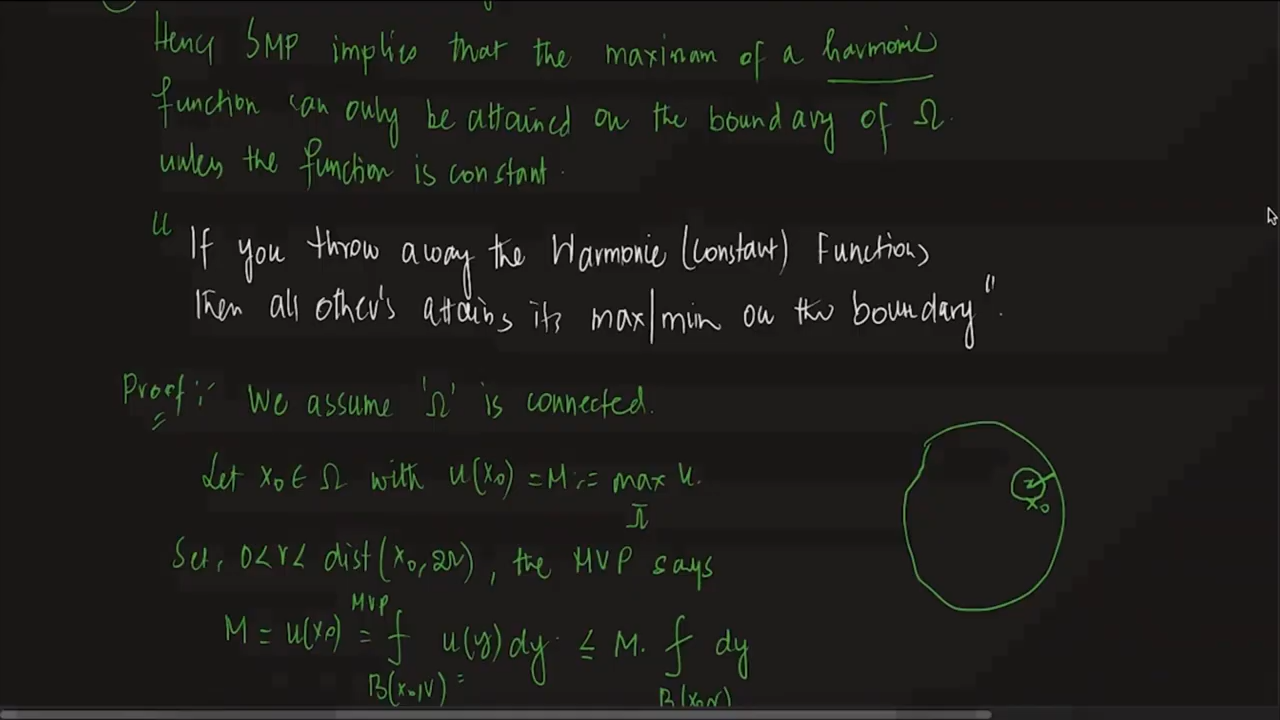 Hence SMP implies that the maximum of a harmonic
function can only be attained on the boundary of Ω.
unless the function is constant.
" If you throw away the Harmonic (constant) Functions
Then all other's attains its max/min on the boundary".
Proof:- We assume 'Ω' is connected.
Let x₀ ∈ Ω with u(x₀) = M := max u.
Ω̄
x₀
Set, 0<r< dist(x₀, ∂Ω), the MVP says
MVP
M = u(x₀) = ⨍ u(y) dy ≤ M. ⨍ dy
B(x₀,r) B(x₀,r)